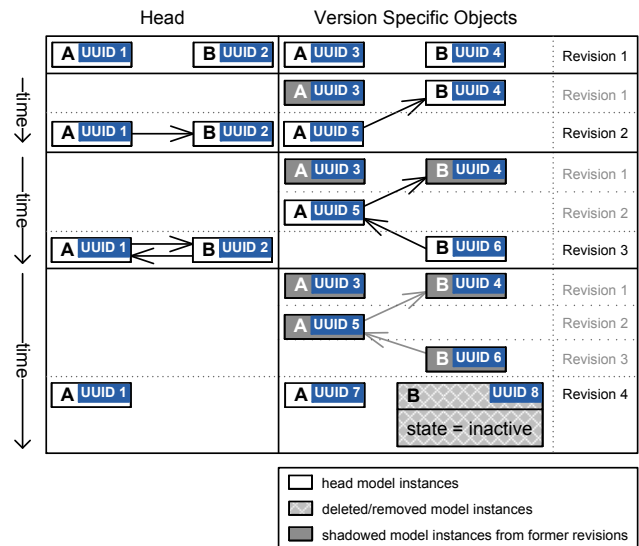 Head Version Specific Objects
A UUID 1 B UUID 2 A UUID 3 B UUID 4 Revision 1
A UUID 3 B UUID 4 Revision 1
time
A UUID 1 B UUID 2 A UUID 5 Revision 2
A UUID 3 B UUID 4 Revision 1
time
A UUID 5 Revision 2
A UUID 1 B UUID 2 B UUID 6 Revision 3
A UUID 3 B UUID 4 Revision 1
A UUID 5 Revision 2
time
B UUID 6 Revision 3
A UUID 1 A UUID 7 B UUID 8 Revision 4
state = inactive
head model instances
deleted/removed model instances
shadowed model instances from former revisions